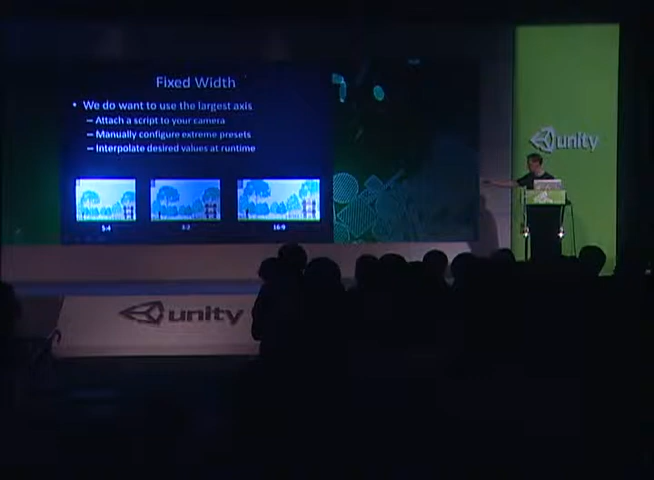 Fixed Width
• We do want to use the largest axis
– Attach a script to your camera
– Manually configure extreme presets
– Interpolate desired values at runtime
5:4
3:2
16:9
unity
unity